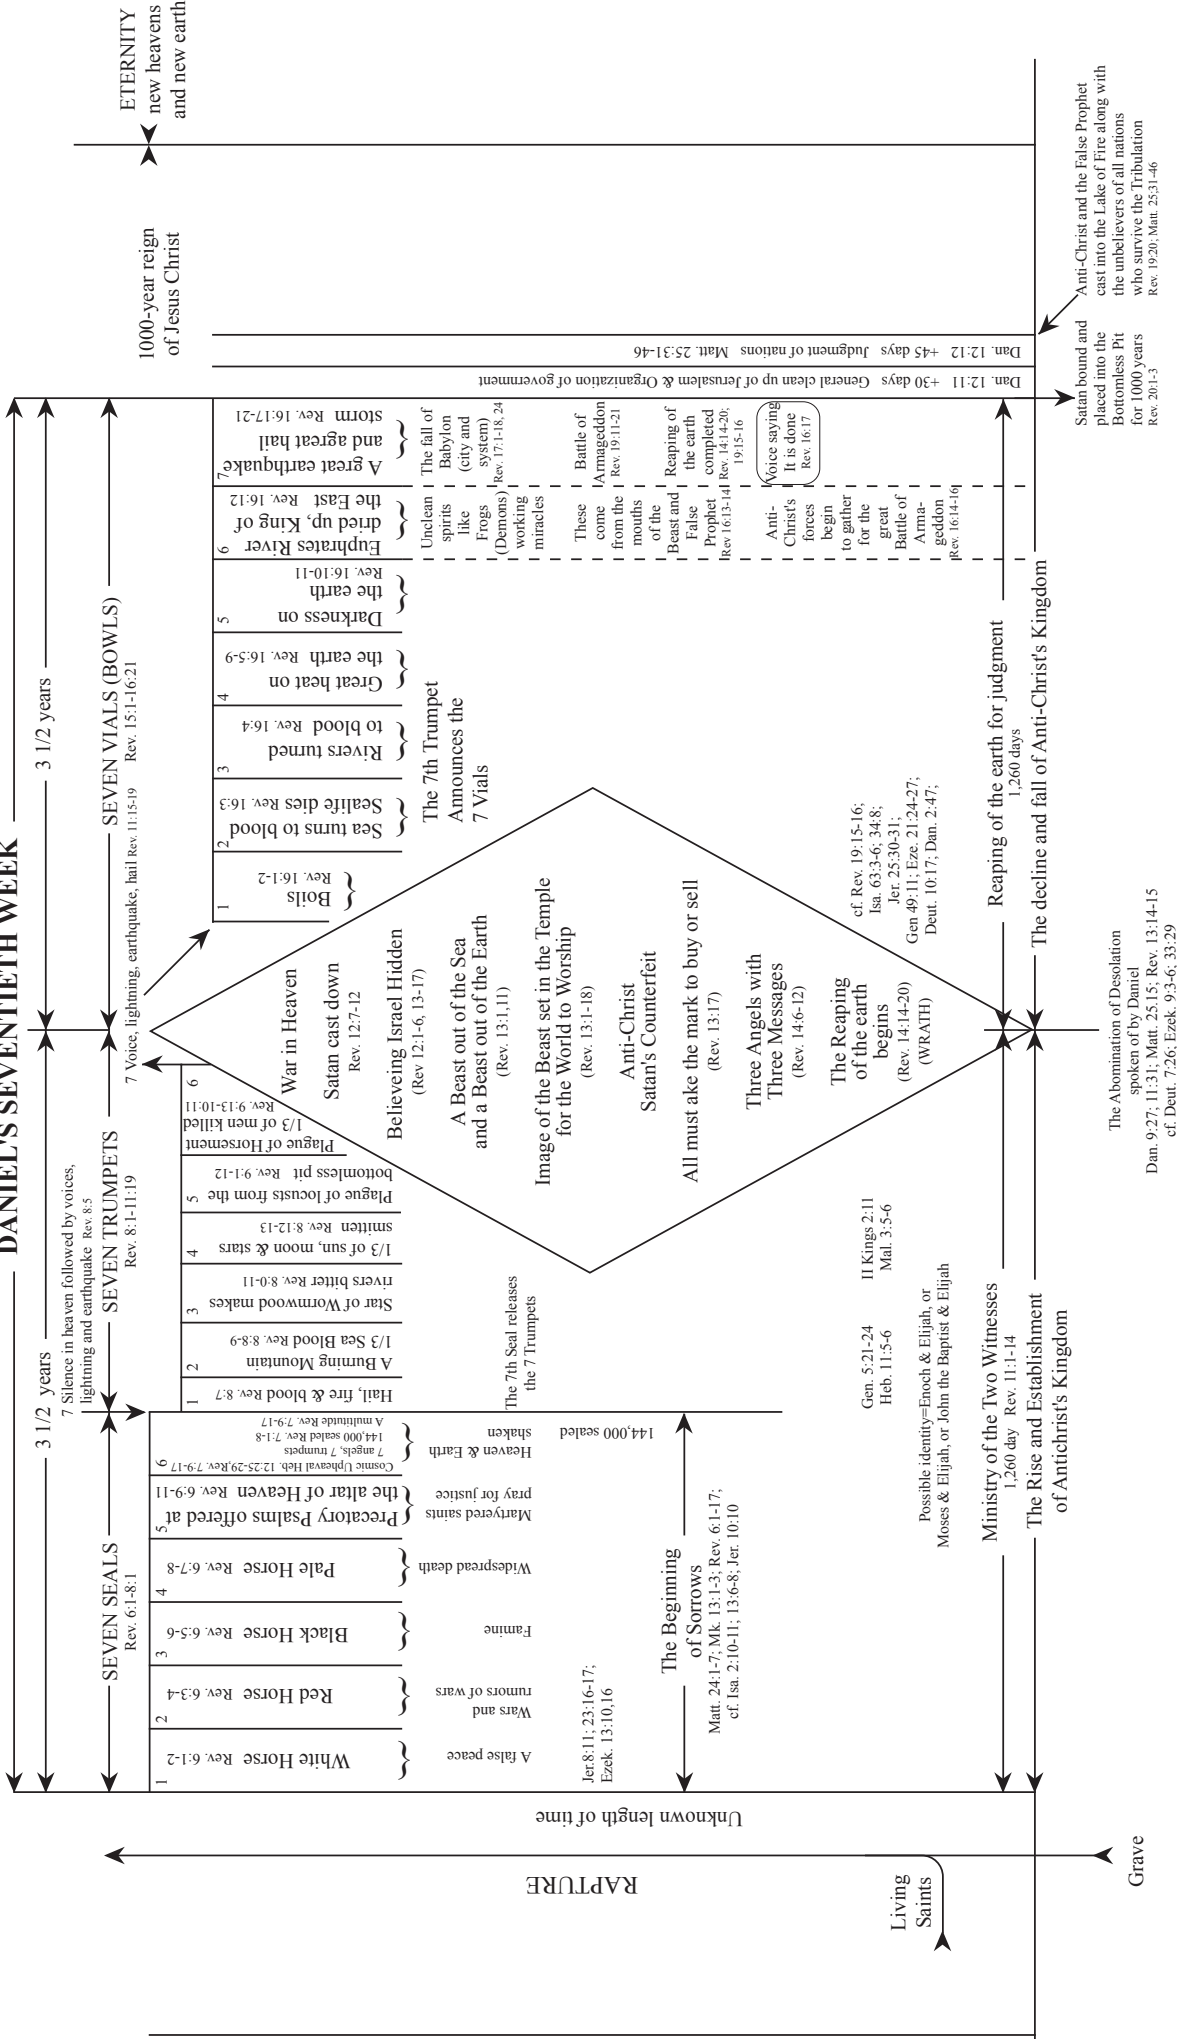 DANIEL'S SEVENTIETH WEEK
3 1/2 years
3 1/2 years
SEVEN SEALS
Rev. 6:1-8:1
7 Silence in heaven followed by voices,
lightning and earthquake Rev. 8:5
SEVEN TRUMPETS
Rev. 8:1-11:19
SEVEN VIALS (BOWLS)
Rev. 15:1-16:21
7 Voice, lightning, earthquake, hail Rev. 11:15-19
1000-year reign
of Jesus Christ
ETERNITY
new heavens
and new earth
RAPTURE
Living
Saints
Grave
Unknown length of time
1
White Horse Rev. 6:1-2
A false peace
2
Red Horse Rev. 6:3-4
Wars and
rumors of wars
Jer.8:11; 23:16-17;
Ezek. 13:10,16
3
Black Horse Rev. 6:5-6
Famine
4
Pale Horse Rev. 6:7-8
Widespread death
5
Precatory Psalms offered at
the altar of Heaven Rev. 6:9-11
Martyred saints
pray for justice
6
Cosmic Upheaval Heb. 12:25-29,Rev. 7:9-17
7 angels, 7 trumpets
144,000 sealed Rev. 7:1-8
A multitude Rev. 7:9-17
Heaven & Earth
shaken
144,000 sealed
The Beginning
of Sorrows
Matt. 24:1-7; Mk. 13:1-3; Rev. 6:1-17;
cf. Isa. 2:10-11; 13:6-8; Jer. 10:10
1
Hail, fire & blood Rev. 8:7
2
A Burning Mountain
1/3 Sea Blood Rev. 8:8-9
3
Star of Wormwood makes
rivers bitter Rev. 8:0-11
4
1/3 of sun, moon & stars
smitten Rev. 8:12-13
5
Plague of locusts from the
bottomless pit Rev. 9:1-12
6
Plague of Horsement
1/3 of men killed
Rev. 9:13-10:11
The 7th Seal releases
the 7 Trumpets
War in Heaven
Satan cast down
Rev. 12:7-12
Believeing Israel Hidden
(Rev 12:1-6, 13-17)
A Beast out of the Sea
and a Beast out of the Earth
(Rev. 13:1,11)
Image of the Beast set in the Temple
for the World to Worship
(Rev. 13:1-18)
Anti-Christ
Satan's Counterfeit
All must ake the mark to buy or sell
(Rev. 13:17)
Three Angels with
Three Messages
(Rev. 14:6-12)
The Reaping
of the earth
begins
(Rev. 14:14-20)
(WRATH)
1
Boils
Rev. 16:1-2
2
Sea turns to blood
Sealife dies Rev. 16:3
3
Rivers turned
to blood Rev. 16:4
4
Great heat on
the earth Rev. 16:5-9
5
Darkness on
the earth
Rev. 16:10-11
6
Euphrates River
dried up, King of
the East Rev. 16:12
7
A great earthquake
and agreat hail
storm Rev. 16:17-21
The 7th Trumpet
Announces the
7 Vials
Unclean
spirits
like
Frogs
(Demons)
working
miracles
These
come
from the
mouths
of the
Beast and
False
Prophet
Rev 16:13-14
Anti-
Christ's
forces
begin
to gather
for the
great
Battle of
Arma-
geddon
Rev. 16:14-16)
The fall of
Babylon
(city and
system)
Rev. 17:1-18, 24
Battle of
Armageddon
Rev. 19:11-21
Reaping of
the earth
completed
Rev. 14:14-20;
19:15-16
Voice saying
It is done
Rev. 16:17
Dan. 12:11 +30 days General clean up of Jerusalem & Organization of government
Dan. 12:12 +45 days Judgment of nations Matt. 25:31-46
cf. Rev. 19:15-16;
Isa. 63:3-6; 34:8;
Jer. 25:30-31;
Gen 49:11; Eze. 21:24-27;
Deut. 10:17; Dan. 2:47;
Gen. 5:21-24
Heb. 11:5-6
II Kings 2:11
Mal. 3:5-6
Possible identity=Enoch & Elijah, or
Moses & Elijah, or John the Baptist & Elijah
Ministry of the Two Witnesses
1,260 day Rev. 11:1-14
The Rise and Establishment
of Antichrist's Kingdom
Reaping of the earth for judgment
1,260 days
The decline and fall of Anti-Christ's Kingdom
The Abomination of Desolation
spoken of by Daniel
Dan. 9:27; 11:31; Matt. 25:15; Rev. 13:14-15
cf. Deut. 7:26; Ezek. 9:3-6; 33:29
Satan bound and
placed into the
Bottomless Pit
for 1000 years
Rev. 20:1-3
Anti-Christ and the False Prophet
cast into the Lake of Fire along with
the unbelievers of all nations
who survive the Tribulation
Rev. 19:20; Matt. 25;31-46